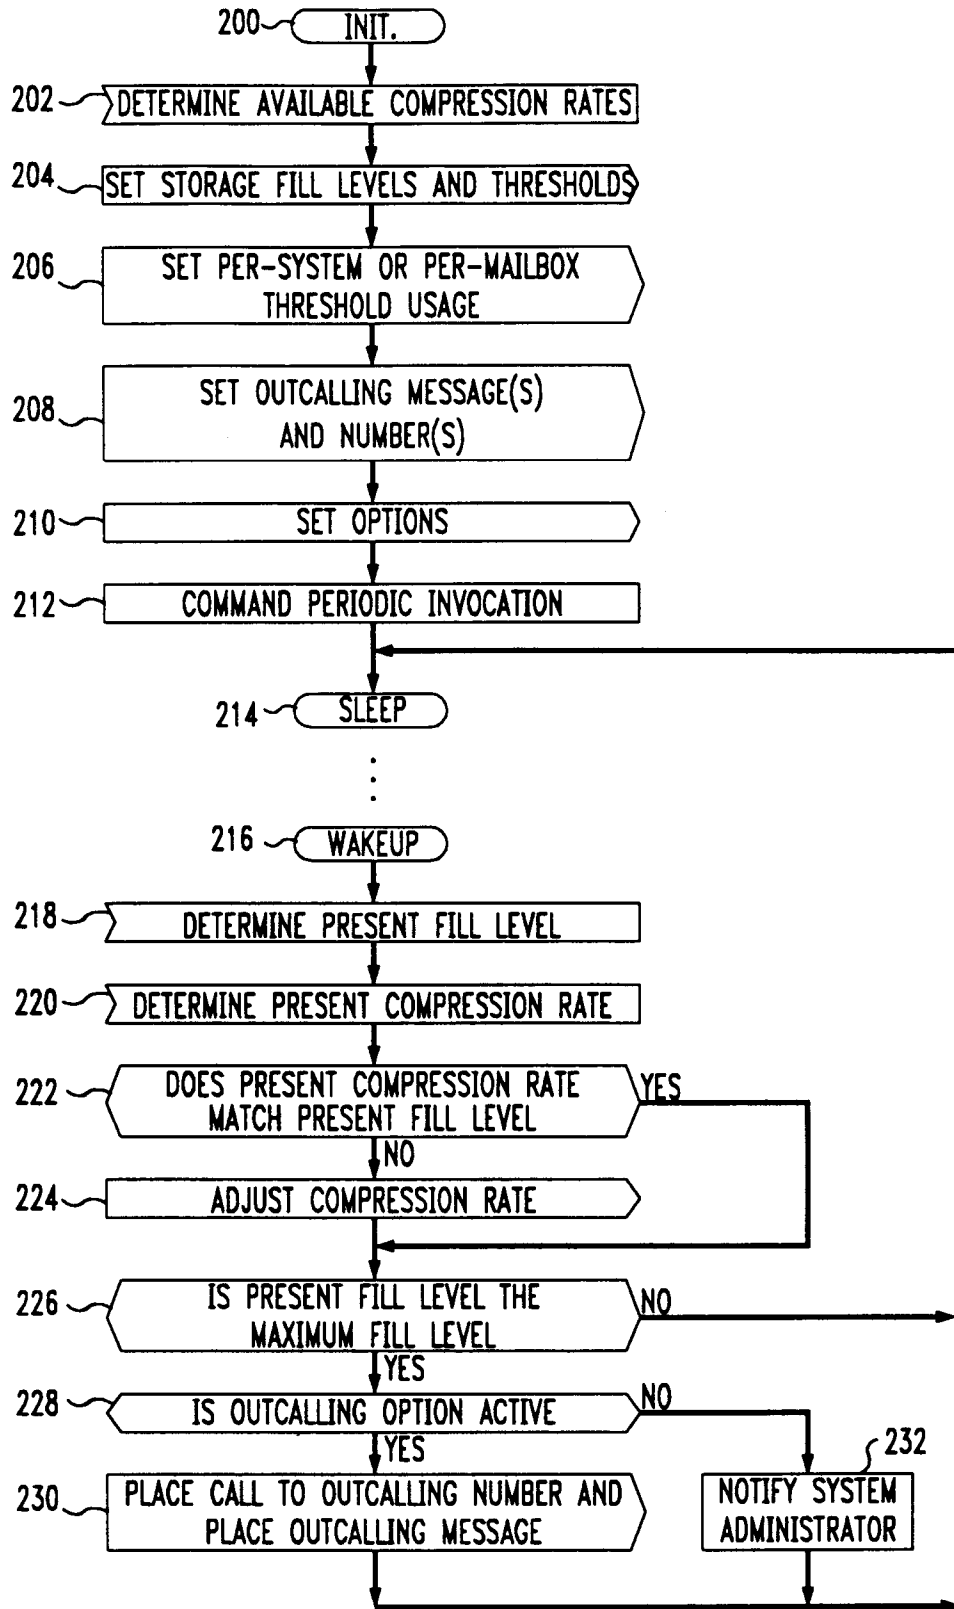 200 INIT.
202 DETERMINE AVAILABLE COMPRESSION RATES
204 SET STORAGE FILL LEVELS AND THRESHOLDS
206 SET PER-SYSTEM OR PER-MAILBOX
THRESHOLD USAGE
208 SET OUTCALLING MESSAGE(S)
AND NUMBER(S)
210 SET OPTIONS
212 COMMAND PERIODIC INVOCATION
214 SLEEP
216 WAKEUP
218 DETERMINE PRESENT FILL LEVEL
220 DETERMINE PRESENT COMPRESSION RATE
222 DOES PRESENT COMPRESSION RATE
MATCH PRESENT FILL LEVEL
YES
NO
224 ADJUST COMPRESSION RATE
226 IS PRESENT FILL LEVEL THE
MAXIMUM FILL LEVEL
NO
YES
228 IS OUTCALLING OPTION ACTIVE
NO
YES
230 PLACE CALL TO OUTCALLING NUMBER AND
PLACE OUTCALLING MESSAGE
232
NOTIFY SYSTEM
ADMINISTRATOR